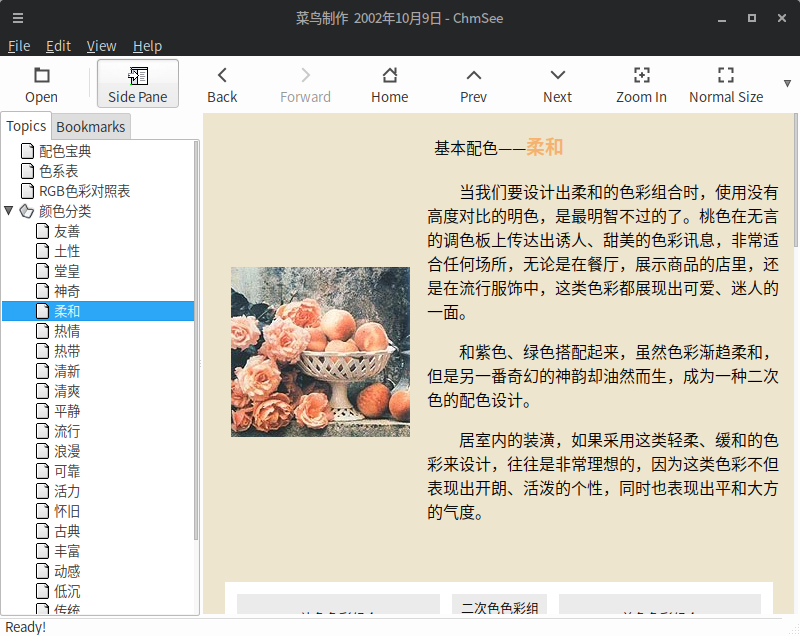 菜鸟制作 2002年10月9日 - ChmSee
File Edit View Help
Open Side Pane Back Forward Home Prev Next Zoom In Normal Size
Topics Bookmarks
配色宝典
色系表
RGB色彩对照表
颜色分类
友善
土性
堂皇
神奇
柔和
热情
热带
清新
清爽
平静
流行
浪漫
可靠
活力
怀旧
古典
丰富
动感
低沉
传统
基本配色——柔和
当我们要设计出柔和的色彩组合时，使用没有
高度对比的明色，是最明智不过的了。桃色在无言
的调色板上传达出诱人、甜美的色彩讯息，非常适
合任何场所，无论是在餐厅，展示商品的店里，还
是在流行服饰中，这类色彩都展现出可爱、迷人的
一面。
和紫色、绿色搭配起来，虽然色彩渐趋柔和，
但是另一番奇幻的神韵却油然而生，成为一种二次
色的配色设计。
居室内的装潢，如果采用这类轻柔、缓和的色
彩来设计，往往是非常理想的，因为这类色彩不但
表现出开朗、活泼的个性，同时也表现出平和大方
的气度。
二次色色彩组
Ready!